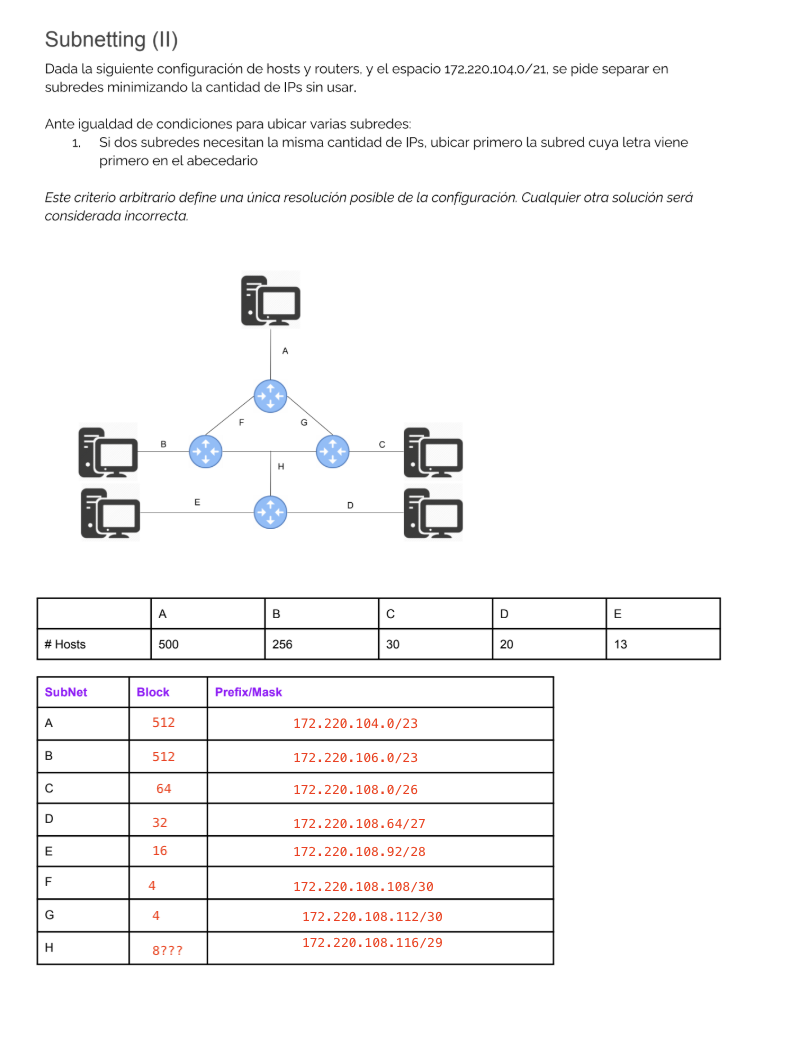 Subnetting (II)
Dada la siguiente configuración de hosts y routers, y el espacio 172.220.104.0/21, se pide separar en
subredes minimizando la cantidad de IPs sin usar.
Ante igualdad de condiciones para ubicar varias subredes:
1. Si dos subredes necesitan la misma cantidad de IPs, ubicar primero la subred cuya letra viene
primero en el abecedario
Este criterio arbitrario define una única resolución posible de la configuración. Cualquier otra solución será
considerada incorrecta.
A
F G
B C
H
E D
A B C D E
# Hosts 500 256 30 20 13
SubNet Block Prefix/Mask
A 512 172.220.104.0/23
B 512 172.220.106.0/23
C 64 172.220.108.0/26
D 32 172.220.108.64/27
E 16 172.220.108.92/28
F 4 172.220.108.108/30
G 4 172.220.108.112/30
H 8??? 172.220.108.116/29